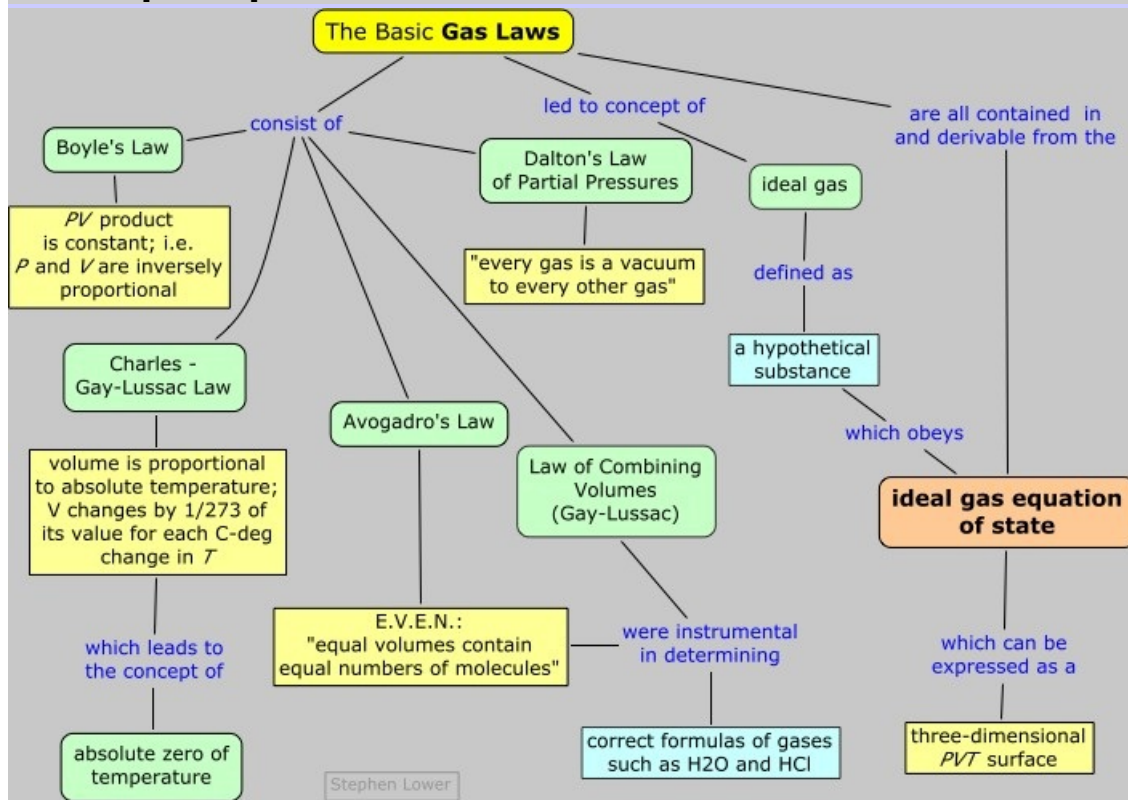 The Basic Gas Laws
consist of
led to concept of
are all contained in
and derivable from the
Boyle's Law
PV product
is constant; i.e.
P and V are inversely
proportional
Dalton's Law
of Partial Pressures
"every gas is a vacuum
to every other gas"
ideal gas
defined as
a hypothetical
substance
which obeys
Charles -
Gay-Lussac Law
volume is proportional
to absolute temperature;
V changes by 1/273 of
its value for each C-deg
change in T
which leads to
the concept of
absolute zero of
temperature
Avogadro's Law
E.V.E.N.:
"equal volumes contain
equal numbers of molecules"
Law of Combining
Volumes
(Gay-Lussac)
were instrumental
in determining
correct formulas of gases
such as H2O and HCl
ideal gas equation
of state
which can be
expressed as a
three-dimensional
PVT surface
Stephen Lower